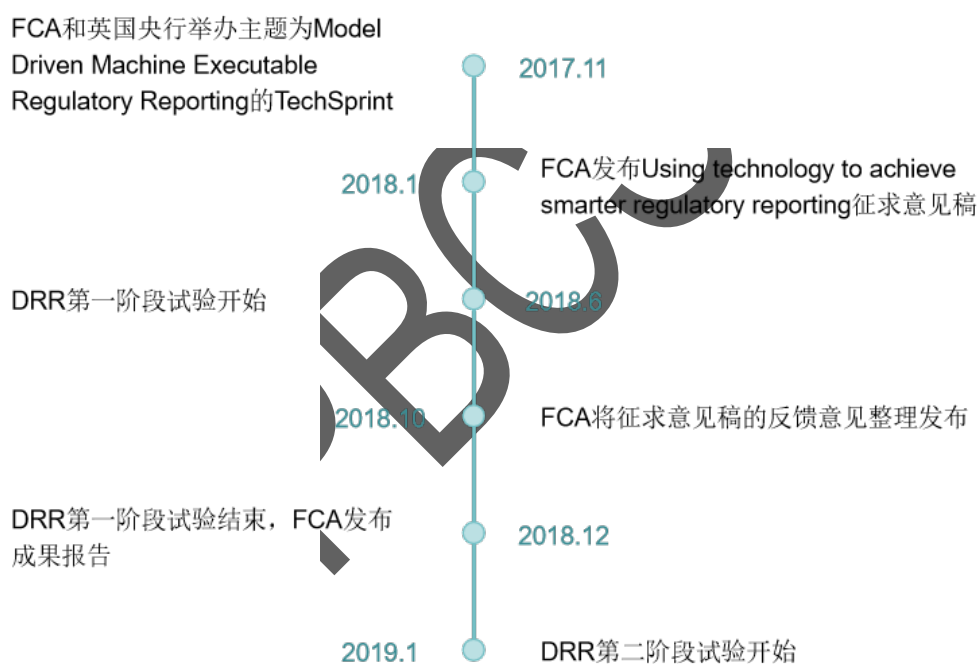 FCA和英国央行举办主题为Model
Driven Machine Executable
Regulatory Reporting的TechSprint
2017.11
2018.1
FCA发布Using technology to achieve
smarter regulatory reporting征求意见稿
DRR第一阶段试验开始
2018.6
2018.10
FCA将征求意见稿的反馈意见整理发布
DRR第一阶段试验结束，FCA发布
成果报告
2018.12
2019.1
DRR第二阶段试验开始